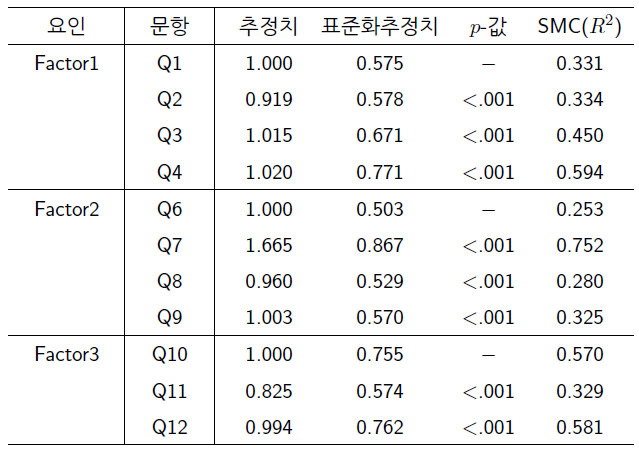 요인 문항 추정치 표준화추정치 p-값 SMC(R²)
Factor1 Q1 1.000 0.575 − 0.331
Q2 0.919 0.578 <.001 0.334
Q3 1.015 0.671 <.001 0.450
Q4 1.020 0.771 <.001 0.594
Factor2 Q6 1.000 0.503 − 0.253
Q7 1.665 0.867 <.001 0.752
Q8 0.960 0.529 <.001 0.280
Q9 1.003 0.570 <.001 0.325
Factor3 Q10 1.000 0.755 − 0.570
Q11 0.825 0.574 <.001 0.329
Q12 0.994 0.762 <.001 0.581